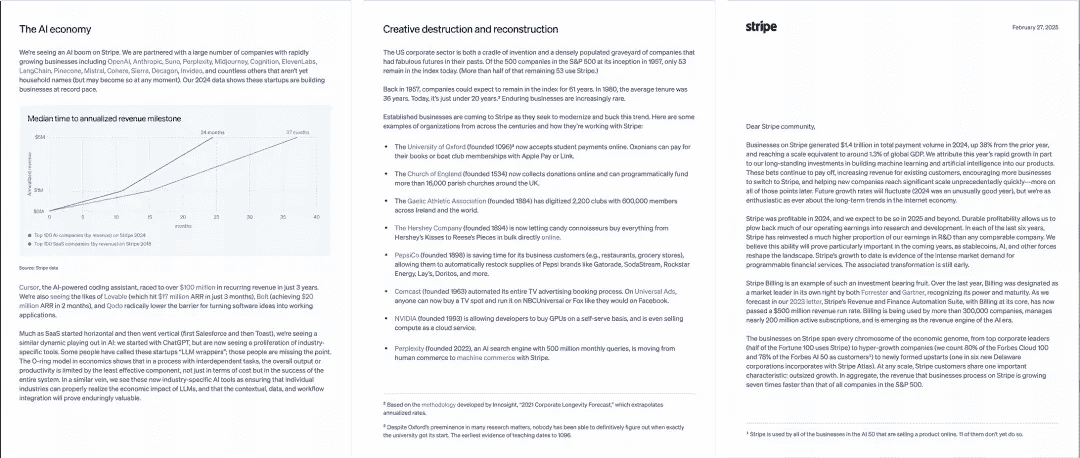 The AI economy
We're seeing an AI boom on Stripe. We are partnered with a large number of companies with rapidly
growing businesses including OpenAI, Anthropic, Suno, Perplexity, Midjourney, Cognition, ElevenLabs,
LangChain, Pinecone, Mistral, Cohere, Sierra, Decagon, Invideo, and countless others that aren't yet
household names (but may become so at any moment). Our 2024 data shows these startups are building
businesses at record pace.
Median time to annualized revenue milestone
24 months
37 months
$5M
Annualized revenue
$1M
0
5
10
15
20
25
30
35
40
months
Top 100 AI companies (by revenue) on Stripe 2024
Top 100 SaaS companies (by revenue) on Stripe 2018
Source: Stripe data
Cursor, the AI-powered coding assistant, raced to over $100 million in recurring revenue in just 3 years.
We're also seeing the likes of Lovable (which hit $17 million ARR in just 3 months), Bolt (achieving $20
million ARR in 2 months), and Qodo radically lower the barrier for turning software ideas into working
applications.
Much as SaaS started horizontal and then went vertical (first Salesforce and then Toast), we're seeing a
similar dynamic playing out in AI: we started with ChatGPT, but are now seeing a proliferation of industry-
specific tools. Some people have called these startups "LLM wrappers"; those people are missing the point.
The O-ring model in economics shows that in a process with interdependent tasks, the overall output or
productivity is limited by the least effective component, not just in terms of cost but in the success of the
entire system. In a similar vein, we see these new industry-specific AI tools as ensuring that individual
industries can properly realize the economic impact of LLMs, and that the contextual, data, and workflow
integration will prove enduringly valuable.
Creative destruction and reconstruction
The US corporate sector is both a cradle of invention and a densely populated graveyard of companies that
had fabulous futures in their pasts. Of the 500 companies in the S&P 500 at its inception in 1957, only 53
remain in the index today. (More than half of that remaining 53 use Stripe.)
Back in 1957, companies could expect to remain in the index for 61 years. In 1980, the average tenure was
36 years. Today, it's just under 20 years.² Enduring businesses are increasingly rare.
Established businesses are coming to Stripe as they seek to modernize and buck this trend. Here are some
examples of organizations from across the centuries and how they're working with Stripe:
• The University of Oxford (founded 1096)³ now accepts student payments online. Oxonians can pay for
their books or boat club memberships with Apple Pay or Link.
• The Church of England (founded 1534) now collects donations online and can programmatically fund
more than 16,000 parish churches around the UK.
• The Gaelic Athletic Association (founded 1884) has digitized 2,200 clubs with 600,000 members
across Ireland and the world.
• The Hershey Company (founded 1894) is now letting candy connoisseurs buy everything from
Hershey's Kisses to Reese's Pieces in bulk directly online.
• PepsiCo (founded 1898) is saving time for its business customers (e.g., restaurants, grocery stores),
allowing them to automatically restock supplies of Pepsi brands like Gatorade, SodaStream, Rockstar
Energy, Lay's, Doritos, and more.
• Comcast (founded 1963) automated its entire TV advertising booking process. On Universal Ads,
anyone can now buy a TV spot and run it on NBCUniversal or Fox like they would on Facebook.
• NVIDIA (founded 1993) is allowing developers to buy GPUs on a self-serve basis, and is even selling
compute as a cloud service.
• Perplexity (founded 2022), an AI search engine with 500 million monthly queries, is moving from
human commerce to machine commerce with Stripe.
² Based on the methodology developed by Innosight, "2021 Corporate Longevity Forecast," which extrapolates
annualized rates.
³ Despite Oxford's preeminence in many research matters, nobody has been able to definitively figure out when exactly
the university got its start. The earliest evidence of teaching dates to 1096.
stripe
February 27, 2025
Dear Stripe community,
Businesses on Stripe generated $1.4 trillion in total payment volume in 2024, up 38% from the prior year,
and reaching a scale equivalent to around 1.3% of global GDP. We attribute this year's rapid growth in part
to our long-standing investments in building machine learning and artificial intelligence into our products.
These bets continue to pay off, increasing revenue for existing customers, encouraging more businesses
to switch to Stripe, and helping new companies reach significant scale unprecedentedly quickly—more on
all of those points later. Future growth rates will fluctuate (2024 was an unusually good year), but we're as
enthusiastic as ever about the long-term trends in the internet economy.
Stripe was profitable in 2024, and we expect to be so in 2025 and beyond. Durable profitability allows us to
plow back much of our operating earnings into research and development. In each of the last six years,
Stripe has reinvested a much higher proportion of our earnings in R&D than any comparable company. We
believe this ability will prove particularly important in the coming years, as stablecoins, AI, and other forces
reshape the landscape. Stripe's growth to date is evidence of the intense market demand for
programmable financial services. The associated transformation is still early.
Stripe Billing is an example of such an investment bearing fruit. Over the last year, Billing was designated as
a market leader in its own right by both Forrester and Gartner, recognizing its power and maturity. As we
forecast in our 2023 letter, Stripe's Revenue and Finance Automation Suite, with Billing at its core, has now
passed a $500 million revenue run rate. Billing is being used by more than 300,000 companies, manages
nearly 200 million active subscriptions, and is emerging as the revenue engine of the AI era.
The businesses on Stripe span every chromosome of the economic genome, from top corporate leaders
(half of the Fortune 100 uses Stripe) to hyper-growth companies (we count 80% of the Forbes Cloud 100
and 78% of the Forbes AI 50 as customers¹) to newly formed upstarts (one in six new Delaware
corporations incorporates with Stripe Atlas). At any scale, Stripe customers share one important
characteristic: outsized growth. In aggregate, the revenue that businesses process on Stripe is growing
seven times faster than that of all companies in the S&P 500.
¹ Stripe is used by all of the businesses in the AI 50 that are selling a product online. 11 of them don't yet do so.